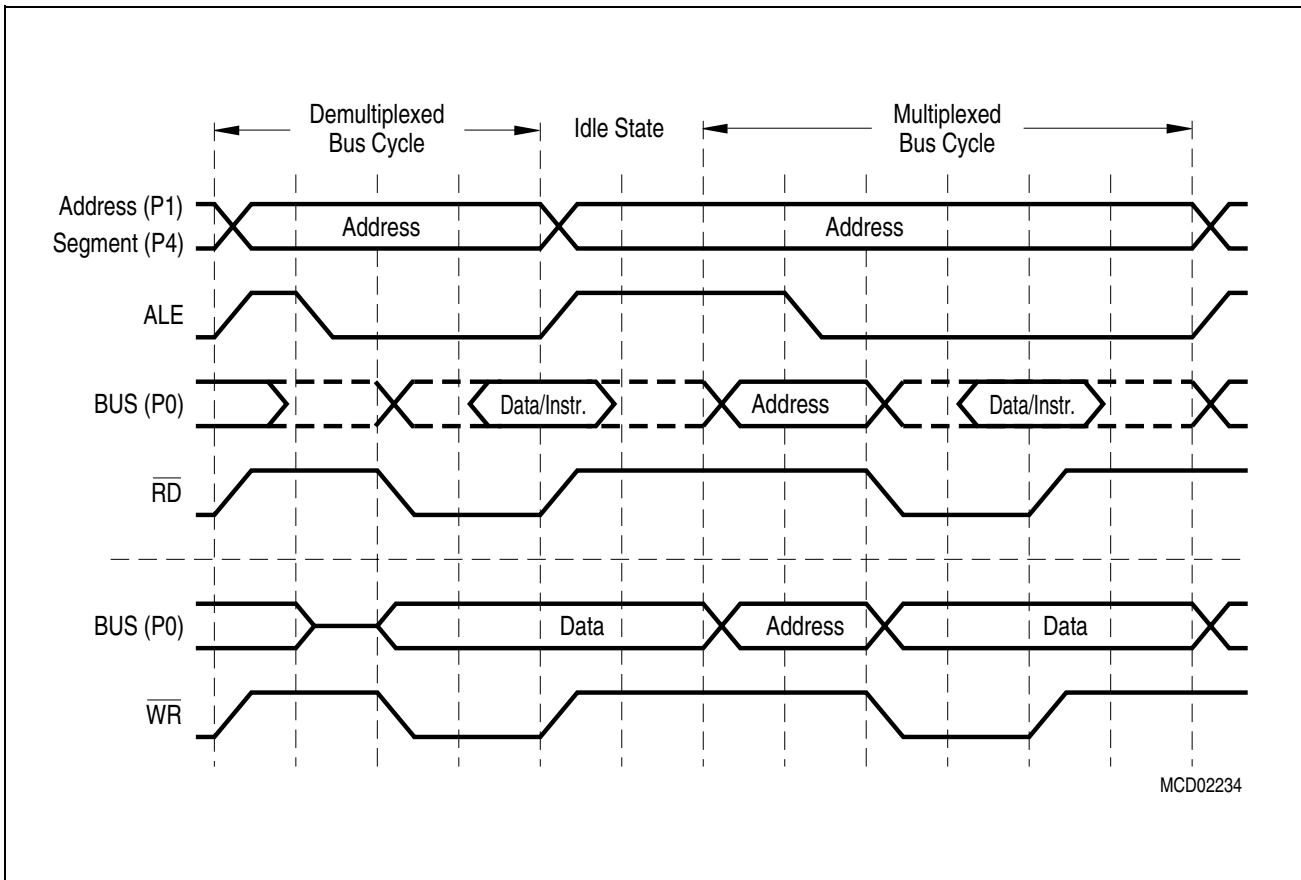 Demultiplexed
Bus Cycle
Idle State
Multiplexed
Bus Cycle
Address (P1)
Segment (P4)
Address
Address
ALE
BUS (P0)
Data/Instr.
Address
Data/Instr.
RD
BUS (P0)
Data
Address
Data
WR
MCD02234